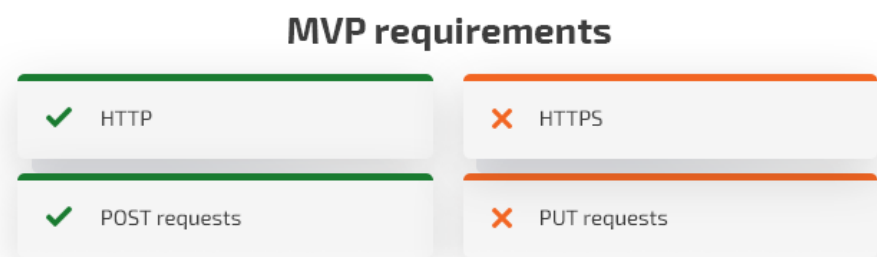 MVP requirements
HTTP
HTTPS
POST requests
PUT requests